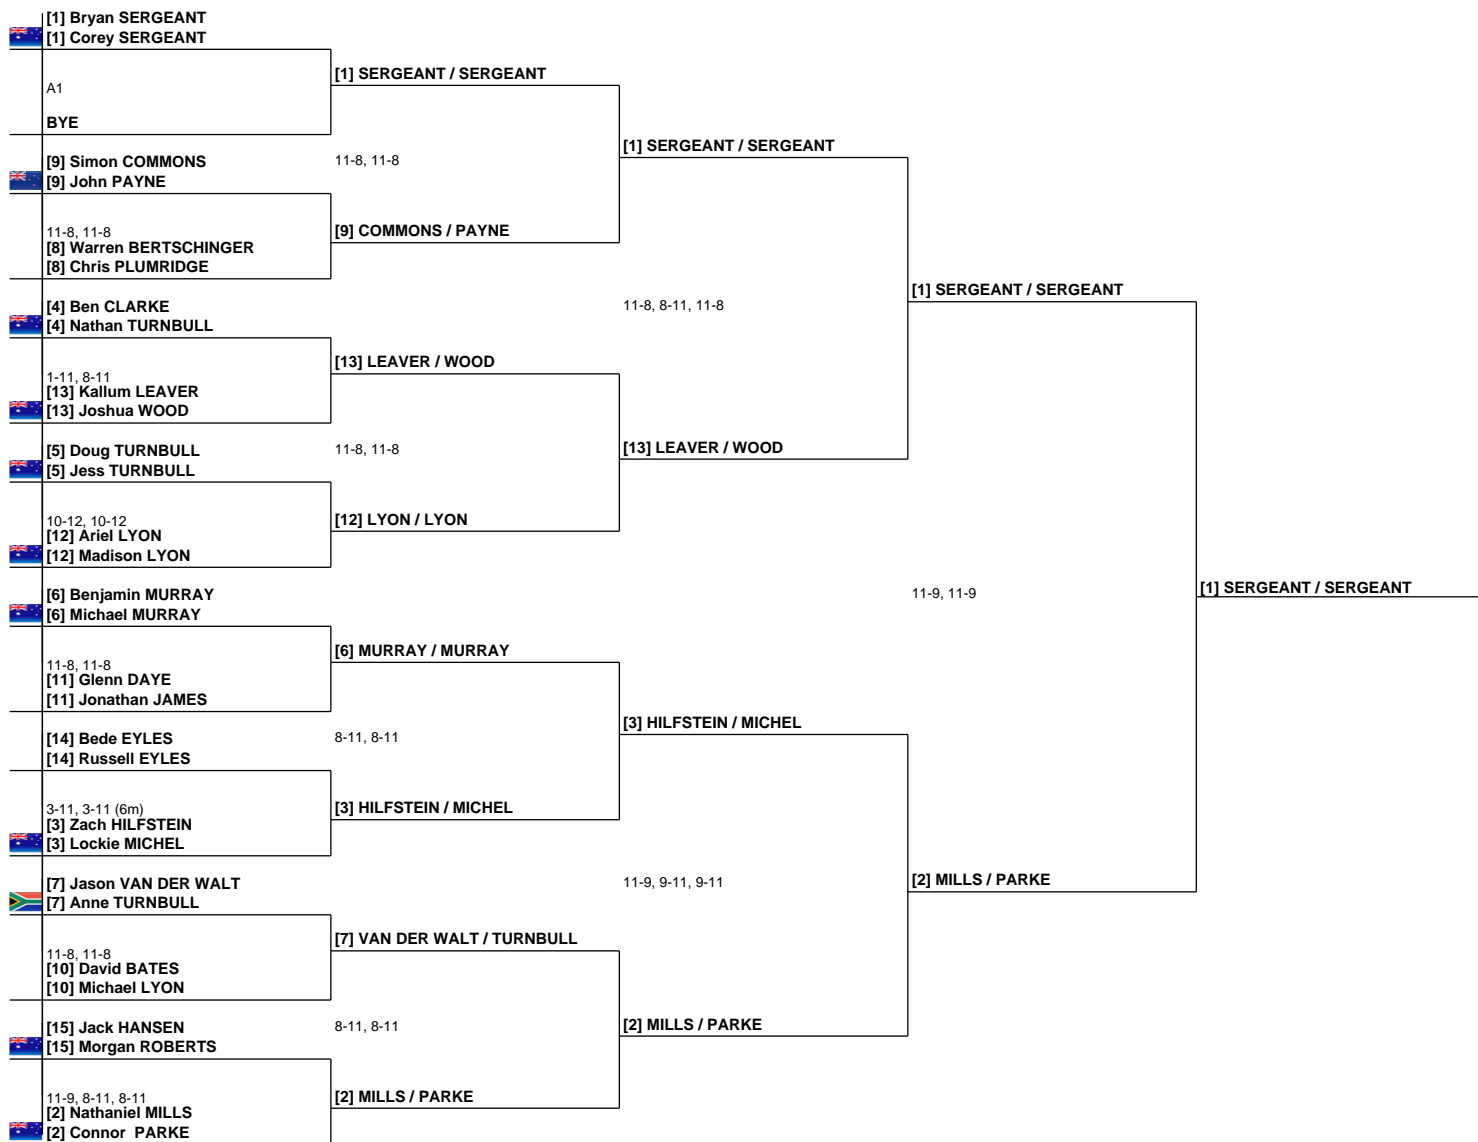 [1] Bryan SERGEANT
[1] Corey SERGEANT
[1] SERGEANT / SERGEANT
A1
BYE
[1] SERGEANT / SERGEANT
[9] Simon COMMONS
11-8, 11-8
[9] John PAYNE
[9] COMMONS / PAYNE
11-8, 11-8
[8] Warren BERTSCHINGER
[8] Chris PLUMRIDGE
[1] SERGEANT / SERGEANT
[4] Ben CLARKE
11-8, 8-11, 11-8
[4] Nathan TURNBULL
[13] LEAVER / WOOD
1-11, 8-11
[13] Kallum LEAVER
[13] Joshua WOOD
[13] LEAVER / WOOD
[5] Doug TURNBULL
11-8, 11-8
[5] Jess TURNBULL
[12] LYON / LYON
10-12, 10-12
[12] Ariel LYON
[12] Madison LYON
[1] SERGEANT / SERGEANT
[6] Benjamin MURRAY
11-9, 11-9
[6] Michael MURRAY
[6] MURRAY / MURRAY
11-8, 11-8
[11] Glenn DAYE
[11] Jonathan JAMES
[3] HILFSTEIN / MICHEL
[14] Bede EYLES
8-11, 8-11
[14] Russell EYLES
[3] HILFSTEIN / MICHEL
3-11, 3-11 (6m)
[3] Zach HILFSTEIN
[3] Lockie MICHEL
[2] MILLS / PARKE
[7] Jason VAN DER WALT
11-9, 9-11, 9-11
[7] Anne TURNBULL
[7] VAN DER WALT / TURNBULL
11-8, 11-8
[10] David BATES
[10] Michael LYON
[2] MILLS / PARKE
[15] Jack HANSEN
8-11, 8-11
[15] Morgan ROBERTS
[2] MILLS / PARKE
11-9, 8-11, 8-11
[2] Nathaniel MILLS
[2] Connor  PARKE